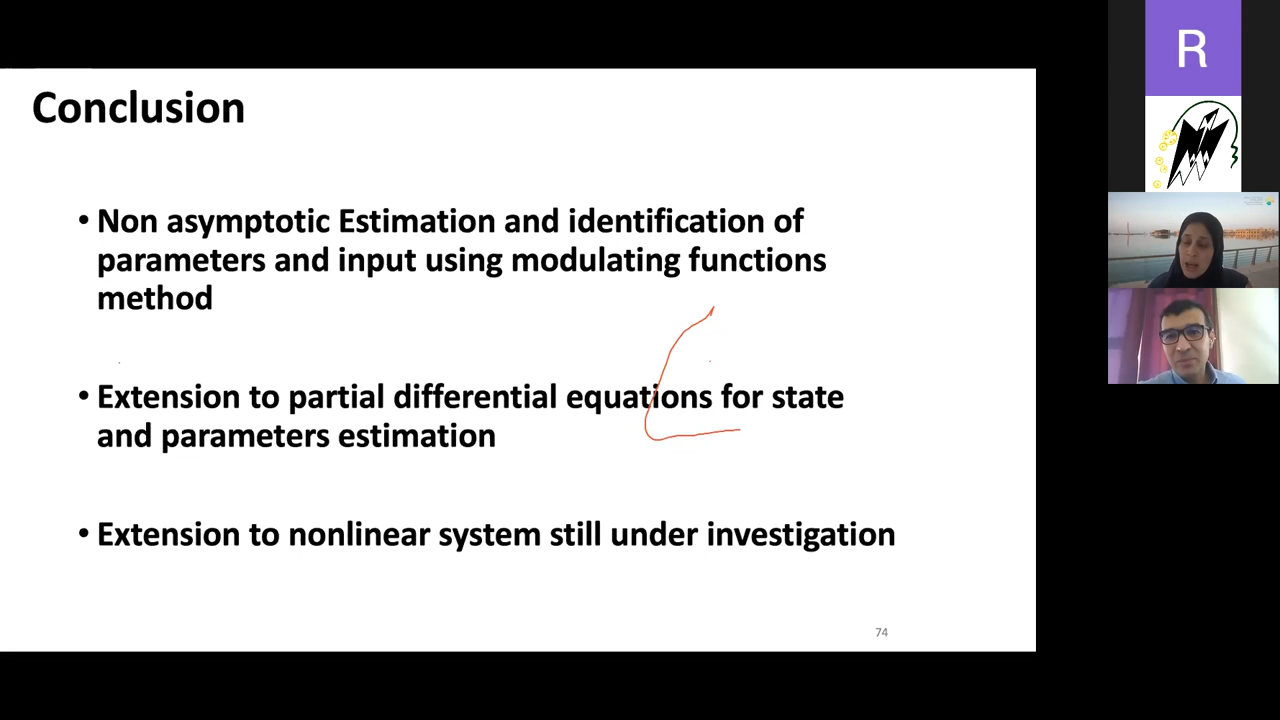 Conclusion
R
• Non asymptotic Estimation and identification of
parameters and input using modulating functions
method
• Extension to partial differential equations for state
and parameters estimation
• Extension to nonlinear system still under investigation
74